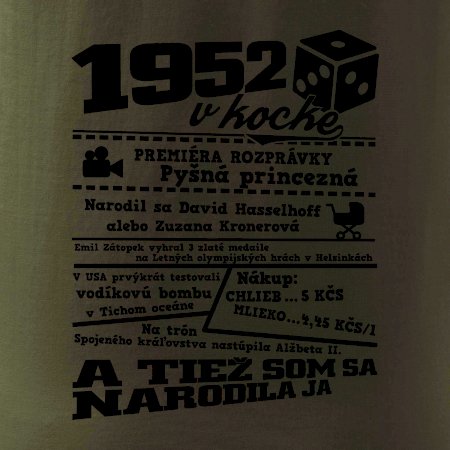 1952
v kocke
PREMIÉRA ROZPRÁVKY
Pyšná princezná
Narodil sa David Hasselhoff
alebo Zuzana Kronerová
Emil Zátopek vyhral 3 zlaté medaile
na Letných olympijských hrách v Helsinkách
V USA prvýkrát testovali
vodíkovú bombu
v Tichom oceáne
Nákup:
CHLIEB ... 5 KČS
MLIEKO...4,45 KČS/l
Na trón
Spojeného kráľovstva nastúpila Alžbeta II.
A TIEŽ SOM SA
NARODILA JA